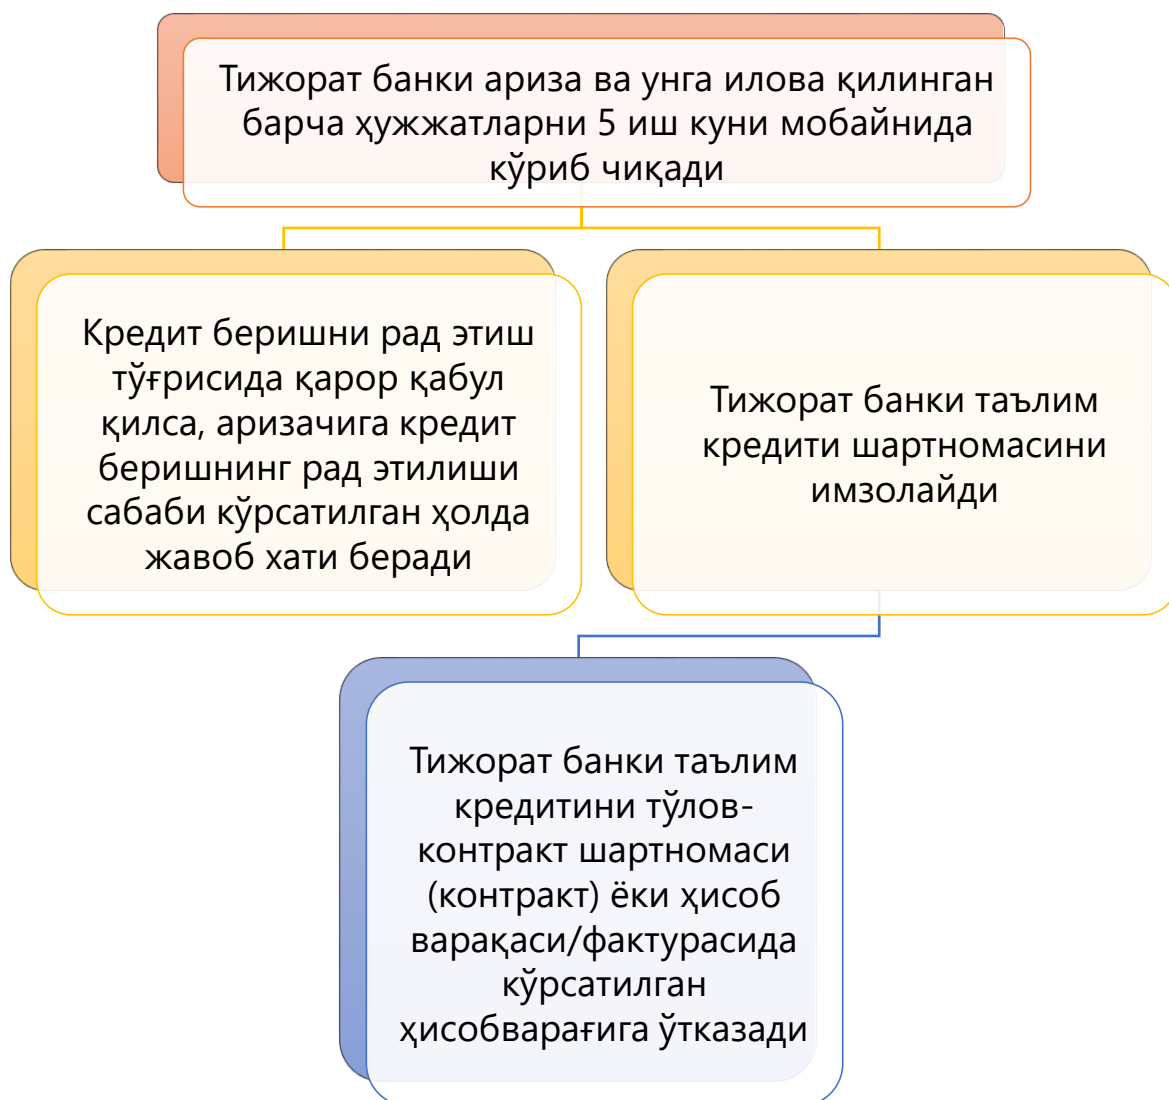 Тижорат банки ариза ва унга илова қилинган
барча ҳужжатларни 5 иш куни мобайнида
кўриб чиқади
Кредит беришни рад этиш
тўғрисида қарор қабул
қилса, аризачига кредит
беришнинг рад этилиши
сабаби кўрсатилган ҳолда
жавоб хати беради
Тижорат банки таълим
кредити шартномасини
имзолайди
Тижорат банки таълим
кредитини тўлов-
контракт шартномаси
(контракт) ёки ҳисоб
варақаси/фактурасида
кўрсатилган
ҳисобварағига ўтказади